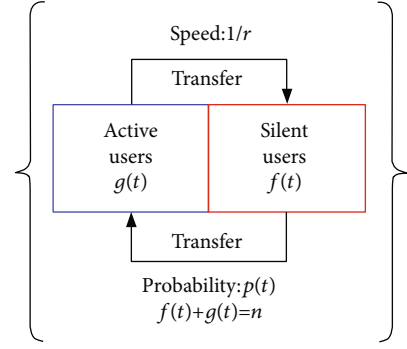 Speed:1/r
Transfer
Active
users
g(t)
Silent
users
f(t)
Transfer
Probability:p(t)
f(t)+g(t)=n